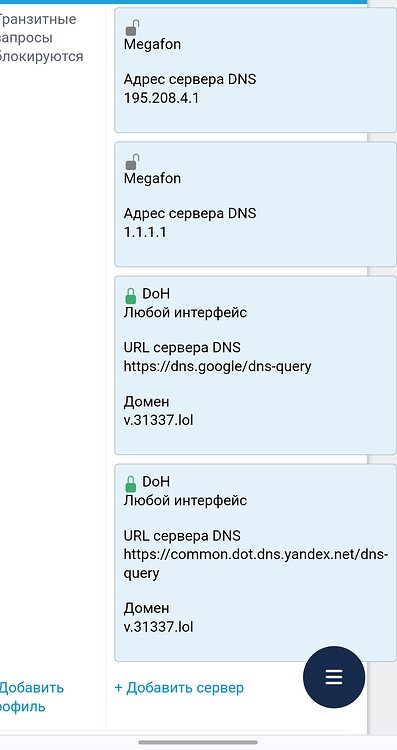 Транзитные
запросы
блокируются
Megafon
Адрес сервера DNS
195.208.4.1
Megafon
Адрес сервера DNS
1.1.1.1
DoH
Любой интерфейс
URL сервера DNS
https://dns.google/dns-query
Домен
v.31337.lol
DoH
Любой интерфейс
URL сервера DNS
https://common.dot.dns.yandex.net/dns-
query
Домен
v.31337.lol
Добавить
рофиль
+ Добавить сервер